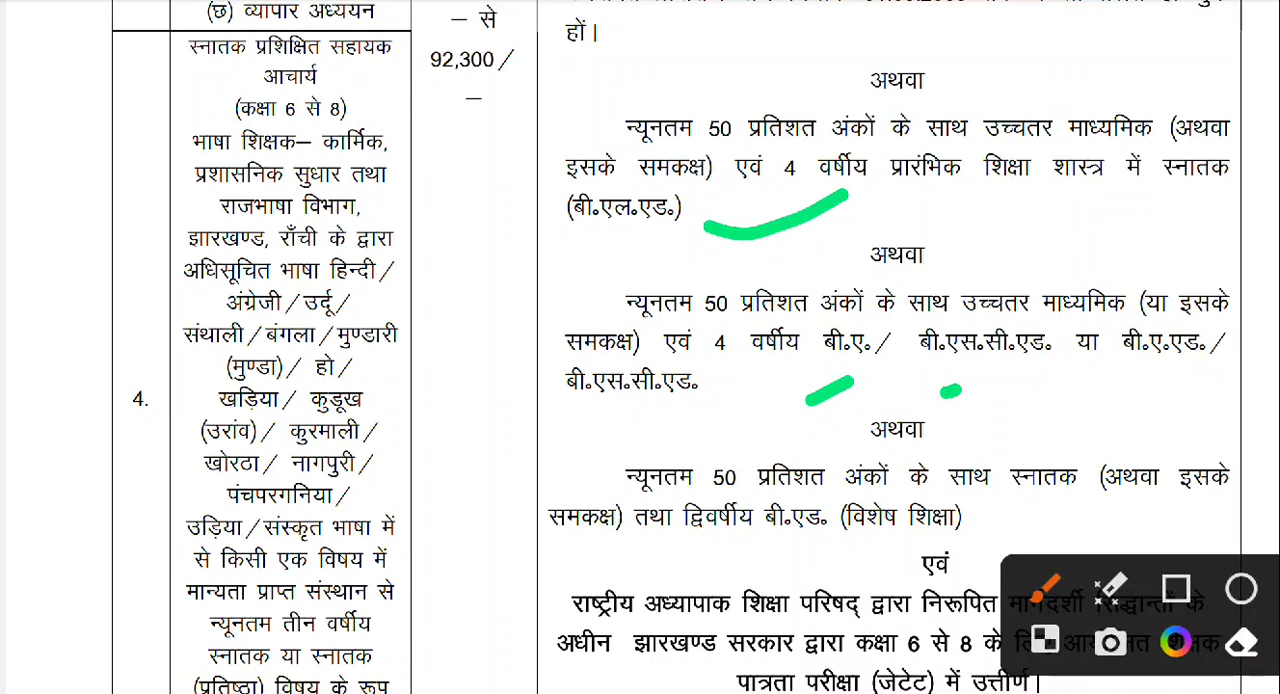 (छ) व्यापार अध्ययन
स्नातक प्रशिक्षित सहायक
आचार्य
(कक्षा 6 से 8)
भाषा शिक्षक– कार्मिक,
प्रशासनिक सुधार तथा
राजभाषा विभाग,
झारखण्ड, राँची के द्वारा
अधिसूचित भाषा हिन्दी/
अंग्रेजी/उर्दू/
संथाली/बंगला/मुण्डारी
(मुण्डा)/ हो/
4.
खड़िया/ कुडूख
(उरांव)/ कुरमाली/
खोरठा/ नागपुरी/
पंचपरगनिया/
उड़िया/संस्कृत भाषा में
से किसी एक विषय में
मान्यता प्राप्त संस्थान से
न्यूनतम तीन वर्षीय
स्नातक या स्नातक
(प्रतिष्ठा) विषय के रूप
– से
92,300/
–
हों।
अथवा
न्यूनतम 50 प्रतिशत अंकों के साथ उच्चतर माध्यमिक (अथवा
इसके समकक्ष) एवं 4 वर्षीय प्रारंभिक शिक्षा शास्त्र में स्नातक
(बी॰एल॰एड॰)
अथवा
न्यूनतम 50 प्रतिशत अंकों के साथ उच्चतर माध्यमिक (या इसके
समकक्ष) एवं 4 वर्षीय बी॰ए॰/ बी॰एस॰सी॰एड॰ या बी॰ए॰एड॰/
बी॰एस॰सी॰एड॰
अथवा
न्यूनतम 50 प्रतिशत अंकों के साथ स्नातक (अथवा इसके
समकक्ष) तथा द्विवर्षीय बी॰एड॰ (विशेष शिक्षा)
एवं
राष्ट्रीय अध्यापक शिक्षा परिषद् द्वारा निरूपित मार्गदर्शी सिद्धान्तों के
अधीन झारखण्ड सरकार द्वारा कक्षा 6 से 8 के
पात्रता परीक्षा (जेटेट) में उत्तीर्ण।